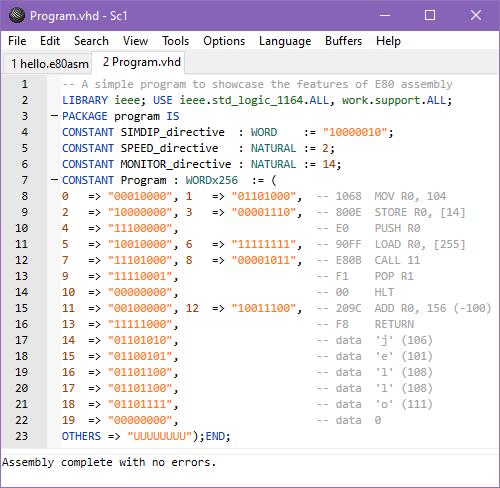 Program.vhd - Sc1
File Edit Search View Tools Options Language Buffers Help
1 hello.e80asm 2 Program.vhd
1 -- A simple program to showcase the features of E80 assembly
2 LIBRARY ieee; USE ieee.std_logic_1164.ALL, work.support.ALL;
3 PACKAGE program IS
4 CONSTANT SIMDIP_directive : WORD := "10000010";
5 CONSTANT SPEED_directive : NATURAL := 2;
6 CONSTANT MONITOR_directive : NATURAL := 14;
7 CONSTANT Program : WORDx256 := (
8 0 => "00010000", 1 => "01101000", -- 1068 MOV R0, 104
9 2 => "10000000", 3 => "00001110", -- 800E STORE R0, [14]
10 4 => "11100000", -- E0 PUSH R0
11 5 => "10010000", 6 => "11111111", -- 90FF LOAD R0, [255]
12 7 => "11101000", 8 => "00001011", -- E80B CALL 11
13 9 => "11110001", -- F1 POP R1
14 10 => "00000000", -- 00 HLT
15 11 => "00100000", 12 => "10011100", -- 209C ADD R0, 156 (-100)
16 13 => "11111000", -- F8 RETURN
17 14 => "01101010", -- data 'j' (106)
18 15 => "01100101", -- data 'e' (101)
19 16 => "01101100", -- data 'l' (108)
20 17 => "01101100", -- data 'l' (108)
21 18 => "01101111", -- data 'o' (111)
22 19 => "00000000", -- data 0
23 OTHERS => "UUUUUUUU");END;
Assembly complete with no errors.